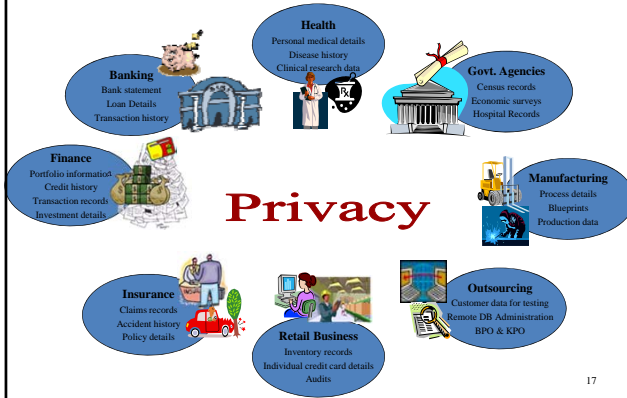 Health
Personal medical details
Disease history
Clinical research data
Banking
Bank statement
Loan Details
Transaction history
Govt. Agencies
Census records
Economic surveys
Hospital Records
Finance
Portfolio information
Credit history
Transaction records
Investment details
Privacy
Manufacturing
Process details
Blueprints
Production data
Insurance
Claims records
Accident history
Policy details
Retail Business
Inventory records
Individual credit card details
Audits
Outsourcing
Customer data for testing
Remote DB Administration
BPO & KPO
17